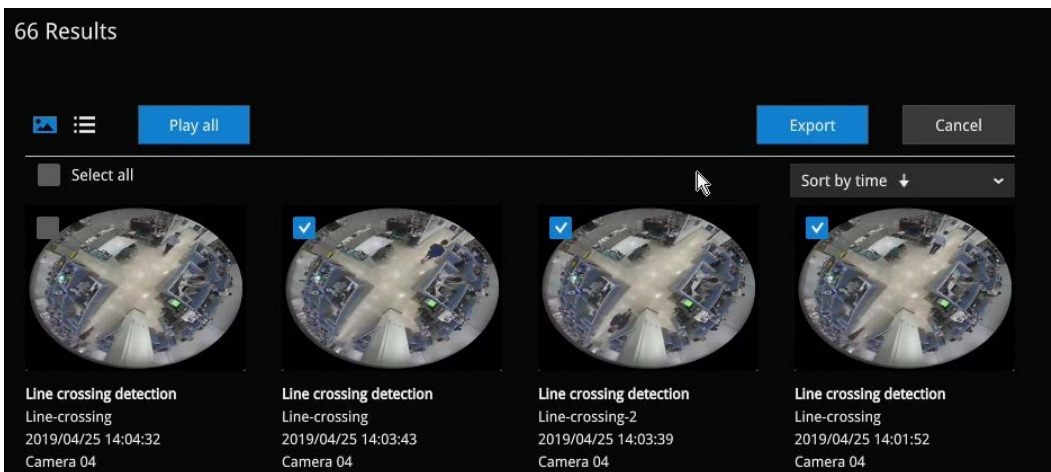 66 Results
Play all
Export
Cancel
Select all
Sort by time
Line crossing detection
Line-crossing
2019/04/25 14:04:32
Camera 04
Line crossing detection
Line-crossing
2019/04/25 14:03:43
Camera 04
Line crossing detection
Line-crossing-2
2019/04/25 14:03:39
Camera 04
Line crossing detection
Line-crossing
2019/04/25 14:01:52
Camera 04